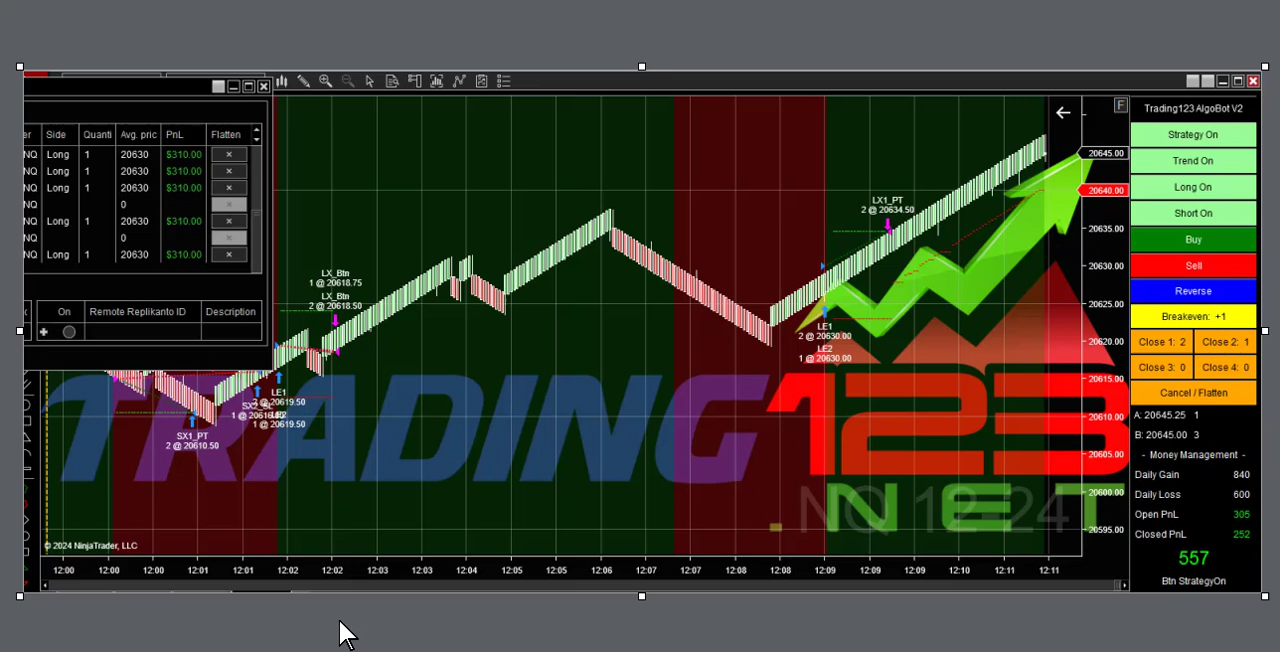 er Side Quanti Avg. pric PnL Flatten
NQ Long 1 20630 $310.00 ×
NQ Long 1 20630 $310.00 ×
NQ Long 1 20630 $310.00 ×
NQ 0 ×
NQ Long 1 20630 $310.00 ×
NQ 0 ×
NQ Long 1 20630 $310.00 ×
On Remote Replikanto ID Description
F
LX_Btn
1 @ 20618.75
LX_Btn
2 @ 20618.50
LX1_PT
2 @ 20634.50
LE1
2 @ 20630.00
LE2
1 @ 20630.00
LE1
2 @ 20619.50
1 @ 20619.50
SX1_PT
2 @ 20610.50
TRADING
123
.NET
NQ 12-24
© 2024 NinjaTrader, LLC
20645.00
20640.00
20635.00
20630.00
20625.00
20620.00
20615.00
20610.00
20605.00
20600.00
20595.00
12:00 12:00 12:00 12:01 12:01 12:02 12:02 12:03 12:03 12:05 12:06 12:07 12:07 12:08 12:09 12:09 12:10 12:11 12:11
Trading123 AlgoBot V2
Strategy On
Trend On
Long On
Short On
Buy
Sell
Reverse
Breakeven: +1
Close 1: 2 Close 2: 1
Close 3: 0 Close 4: 0
Cancel / Flatten
A: 20645.25 1
B: 20645.00 3
- Money Management -
Daily Gain 840
Daily Loss 600
Open PnL 305
Closed PnL 252
557
Btn StrategyOn